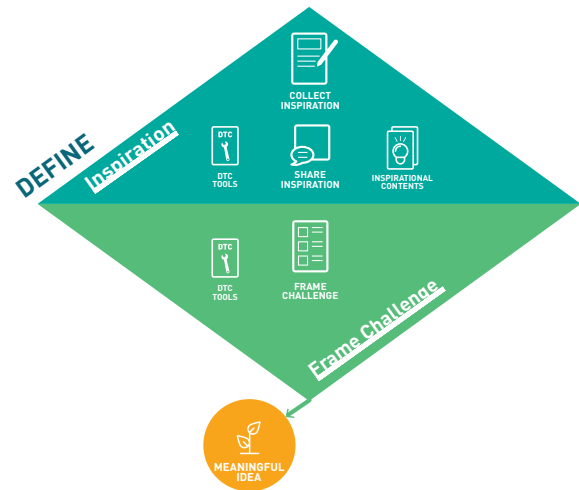 COLLECT
INSPIRATION
DEFINE
Inspiration
DTC
DTC
TOOLS
SHARE
INSPIRATION
INSPIRATIONAL
CONTENTS
DTC
DTC
TOOLS
FRAME
CHALLENGE
Frame Challenge
MEANINGFUL
IDEA